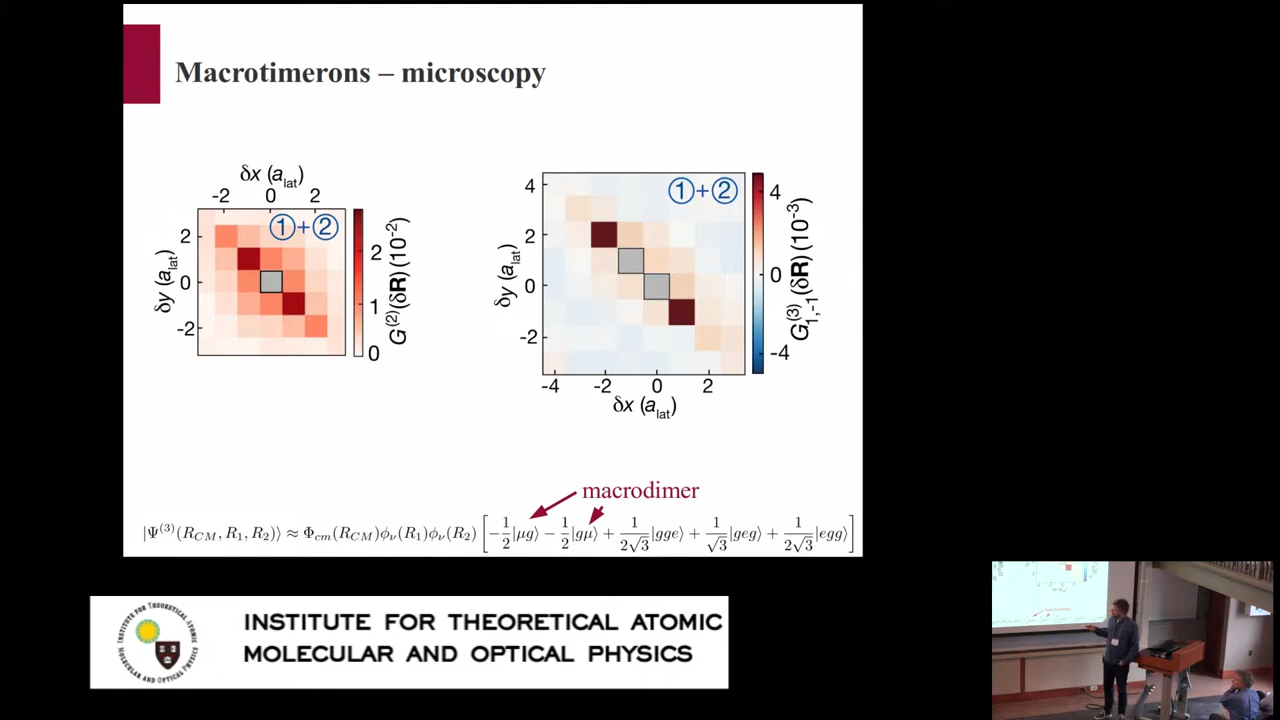 Macrotimerons – microscopy
δx (a_lat)
-2 0 2
①+②
δy (a_lat)
2
0
-2
2
1
0
G^(2)(δR) (10^-2)
①+②
δy (a_lat)
4
2
0
-2
-4 -2 0 2
δx (a_lat)
4
0
-4
G^(3)_1,-1(δR) (10^-3)
macrodimer
|Ψ^(3)(R_CM, R_1, R_2)⟩ ≈ Φ_cm(R_CM)ϕ_ν(R_1)ϕ_ν(R_2) [ -1/2|μg⟩ - 1/2|gμ⟩ + 1/2√3|gge⟩ + 1/√3|geg⟩ + 1/2√3|egg⟩ ]
INSTITUTE FOR THEORETICAL ATOMIC
MOLECULAR AND OPTICAL PHYSICS